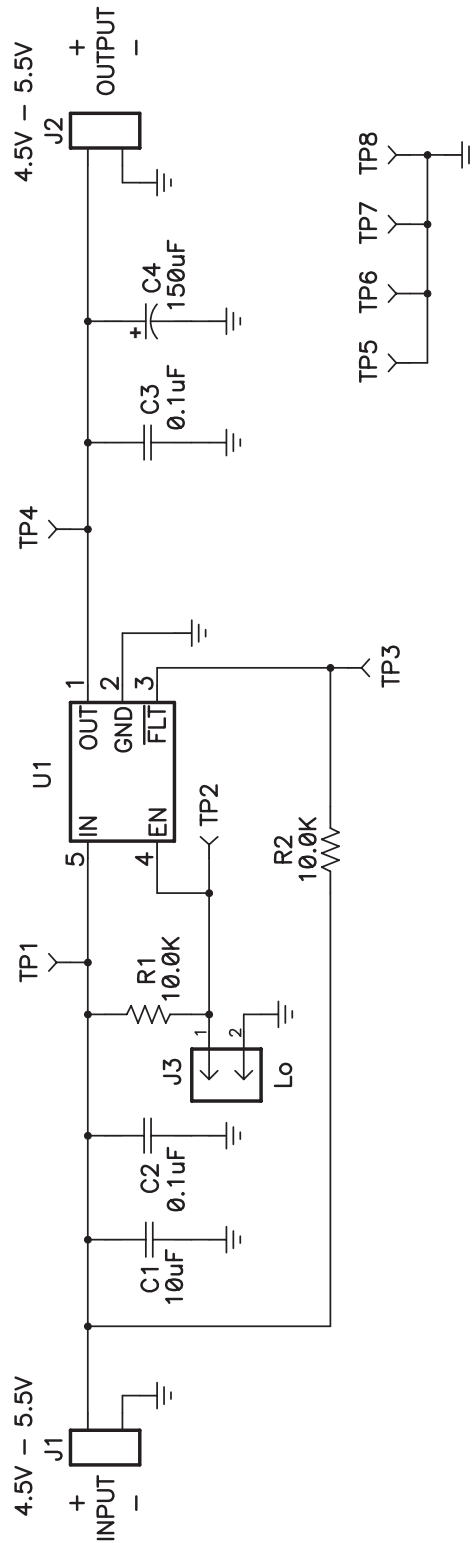 4.5V – 5.5V
J1
+
INPUT
–
C1
10uF
C2
0.1uF
J3
1
2
Lo
R1
10.0K
TP1
TP2
U1
5
IN
4
EN
OUT
1
GND
2
FLT
3
R2
10.0K
TP3
TP4
C3
0.1uF
+
C4
150uF
4.5V – 5.5V
J2
+
OUTPUT
–
TP5
TP6
TP7
TP8